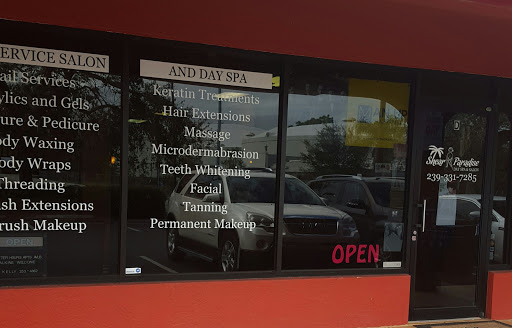 SERVICE SALON
ail Services
ylics and Gels
ure & Pedicure
ody Waxing
ody Wraps
Threading
sh Extensions
rush Makeup
OPEN
AND DAY SPA
Keratin Treatments
Hair Extensions
Massage
Microdermabrasion
Teeth Whitening
Facial
Tanning
Permanent Makeup
OPEN
Shear Paradise
239-331-7285